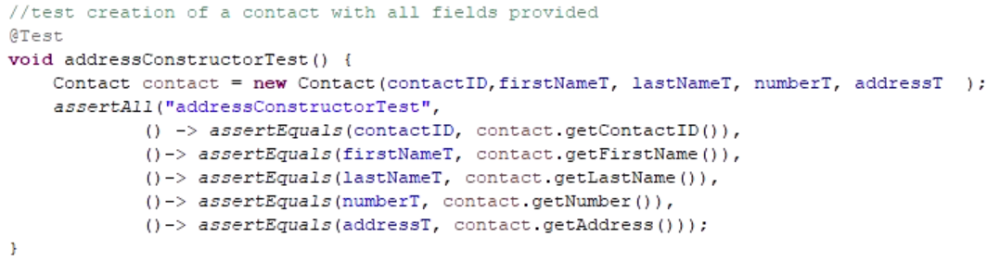 //test creation of a contact with all fields provided
@Test
void addressConstructorTest() {
    Contact contact = new Contact(contactID,firstNameT, lastNameT, numberT, addressT  );
    assertAll("addressConstructorTest",
            () -> assertEquals(contactID, contact.getContactID()),
            ()-> assertEquals(firstNameT, contact.getFirstName()),
            ()-> assertEquals(lastNameT, contact.getLastName()),
            ()-> assertEquals(numberT, contact.getNumber()),
            ()-> assertEquals(addressT, contact.getAddress()));
}